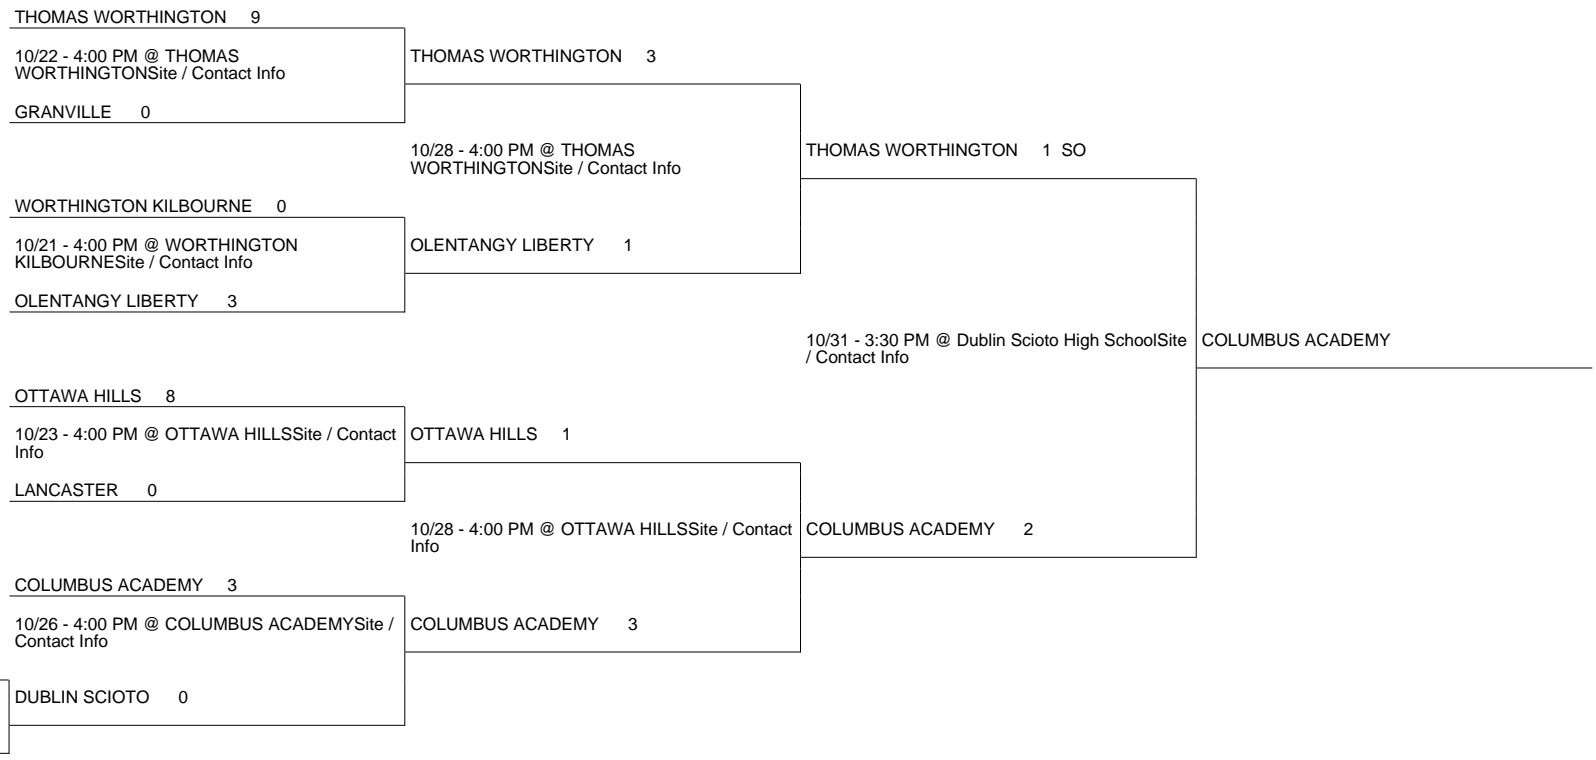 THOMAS WORTHINGTON 9
10/22 - 4:00 PM @ THOMAS
WORTHINGTONSite / Contact Info
GRANVILLE 0
WORTHINGTON KILBOURNE 0
10/21 - 4:00 PM @ WORTHINGTON
KILBOURNESite / Contact Info
OLENTANGY LIBERTY 3
OTTAWA HILLS 8
10/23 - 4:00 PM @ OTTAWA HILLSSite / Contact
Info
LANCASTER 0
COLUMBUS ACADEMY 3
10/26 - 4:00 PM @ COLUMBUS ACADEMYSite /
Contact Info
DUBLIN SCIOTO 0
THOMAS WORTHINGTON 3
10/28 - 4:00 PM @ THOMAS
WORTHINGTONSite / Contact Info
OLENTANGY LIBERTY 1
OTTAWA HILLS 1
10/28 - 4:00 PM @ OTTAWA HILLSSite / Contact
Info
COLUMBUS ACADEMY 3
THOMAS WORTHINGTON 1 SO
10/31 - 3:30 PM @ Dublin Scioto High SchoolSite
/ Contact Info
COLUMBUS ACADEMY 2
COLUMBUS ACADEMY